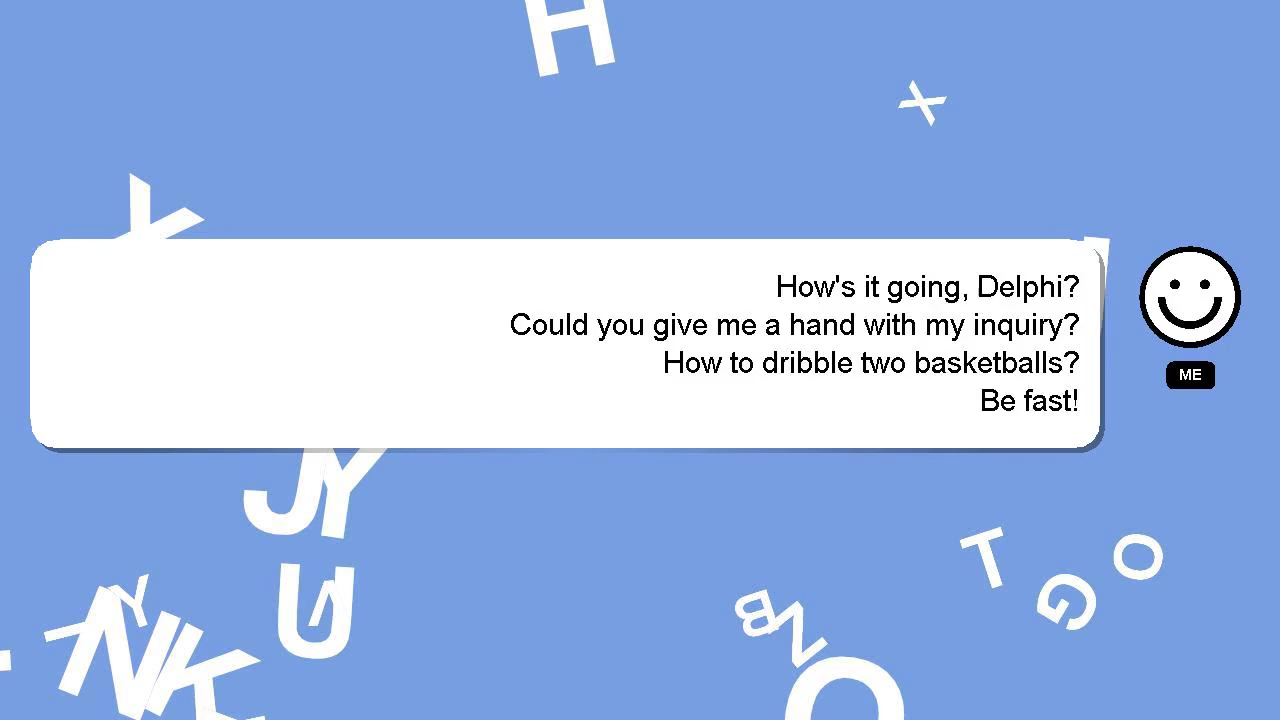 H
X
Y
How's it going, Delphi?
Could you give me a hand with my inquiry?
How to dribble two basketballs?
Be fast!
ME
J
Y
T
O
G
U
Y
B
N
N
K
O